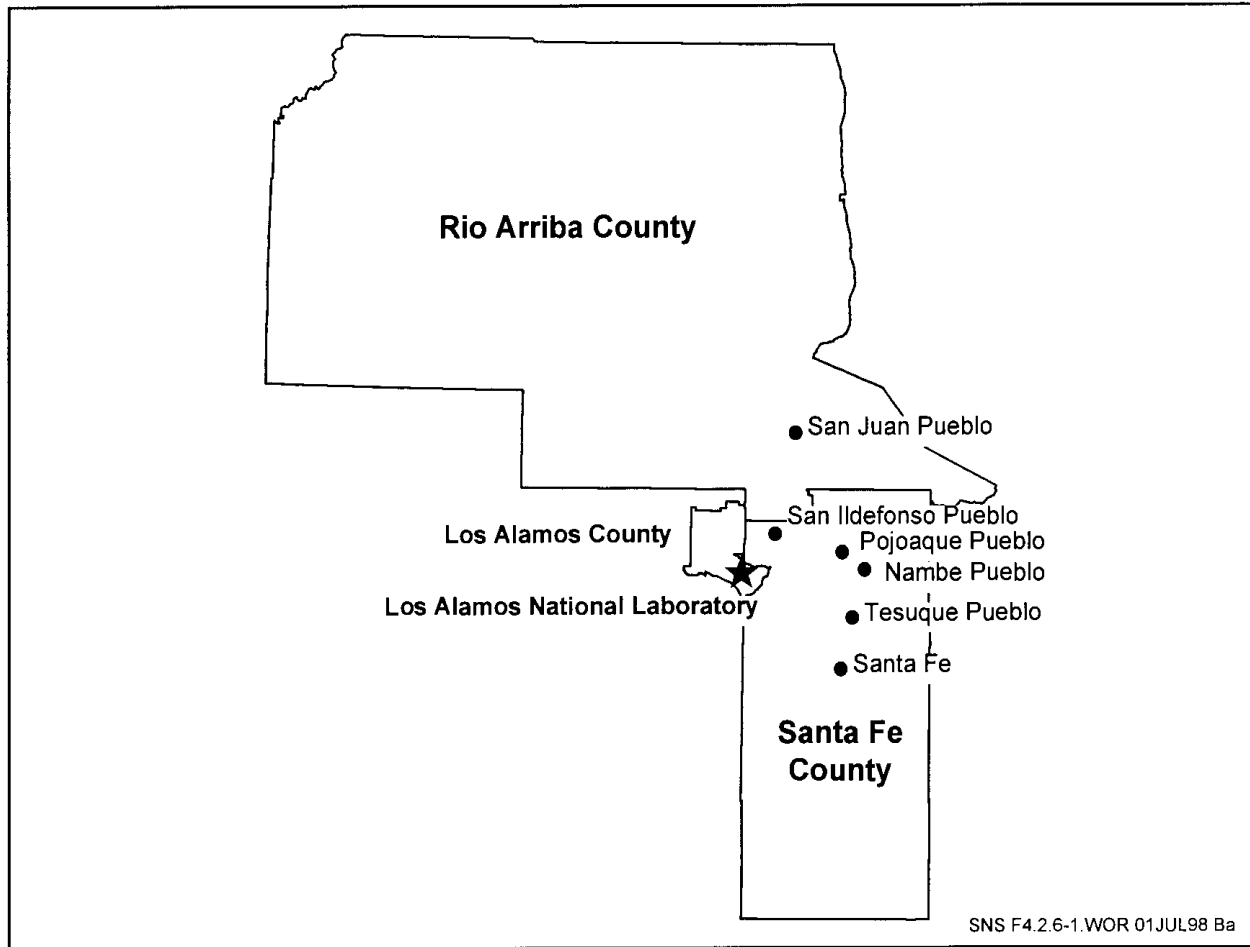 Rio Arriba County
San Juan Pueblo
San Ildefonso Pueblo
Los Alamos County
Pojoaque Pueblo
Nambe Pueblo
Los Alamos National Laboratory
Tesuque Pueblo
Santa Fe
Santa Fe
County
SNS F4.2.6-1.WOR 01JUL98 Ba